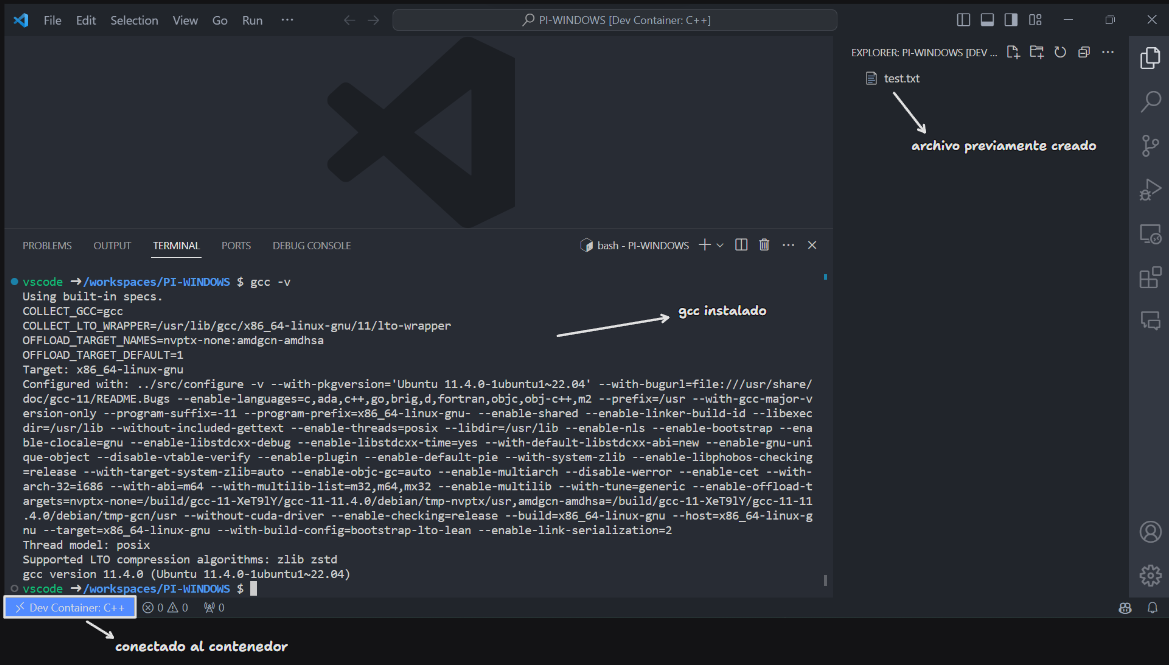 File Edit Selection View Go Run ··· PI-WINDOWS [Dev Container: C++]
EXPLORER: PI-WINDOWS [DEV ...
test.txt
archivo previamente creado
PROBLEMS OUTPUT TERMINAL PORTS DEBUG CONSOLE bash - PI-WINDOWS
vscode ➜/workspaces/PI-WINDOWS $ gcc -v
Using built-in specs.
COLLECT_GCC=gcc
COLLECT_LTO_WRAPPER=/usr/lib/gcc/x86_64-linux-gnu/11/lto-wrapper
OFFLOAD_TARGET_NAMES=nvptx-none:amdgcn-amdhsa
OFFLOAD_TARGET_DEFAULT=1
Target: x86_64-linux-gnu
gcc instalado
Configured with: ../src/configure -v --with-pkgversion='Ubuntu 11.4.0-1ubuntu1~22.04' --with-bugurl=file:///usr/share/
doc/gcc-11/README.Bugs --enable-languages=c,ada,c++,go,brig,d,fortran,objc,obj-c++,m2 --prefix=/usr --with-gcc-major-v
ersion-only --program-suffix=-11 --program-prefix=x86_64-linux-gnu- --enable-shared --enable-linker-build-id --libexec
dir=/usr/lib --without-included-gettext --enable-threads=posix --libdir=/usr/lib --enable-nls --enable-bootstrap --ena
ble-clocale=gnu --enable-libstdcxx-debug --enable-libstdcxx-time=yes --with-default-libstdcxx-abi=new --enable-gnu-uni
que-object --disable-vtable-verify --enable-plugin --enable-default-pie --with-system-zlib --enable-libphobos-checking
=release --with-target-system-zlib=auto --enable-objc-gc=auto --enable-multiarch --disable-werror --enable-cet --with-
arch-32=i686 --with-abi=m64 --with-multilib-list=m32,m64,mx32 --enable-multilib --with-tune=generic --enable-offload-t
argets=nvptx-none=/build/gcc-11-XeT9lY/gcc-11-11.4.0/debian/tmp-nvptx/usr,amdgcn-amdhsa=/build/gcc-11-XeT9lY/gcc-11-11
.4.0/debian/tmp-gcn/usr --without-cuda-driver --enable-checking=release --build=x86_64-linux-gnu --host=x86_64-linux-g
nu --target=x86_64-linux-gnu --with-build-config=bootstrap-lto-lean --enable-link-serialization=2
Thread model: posix
Supported LTO compression algorithms: zlib zstd
gcc version 11.4.0 (Ubuntu 11.4.0-1ubuntu1~22.04)
vscode ➜/workspaces/PI-WINDOWS $
Dev Container: C++ 0 0 0
conectado al contenedor